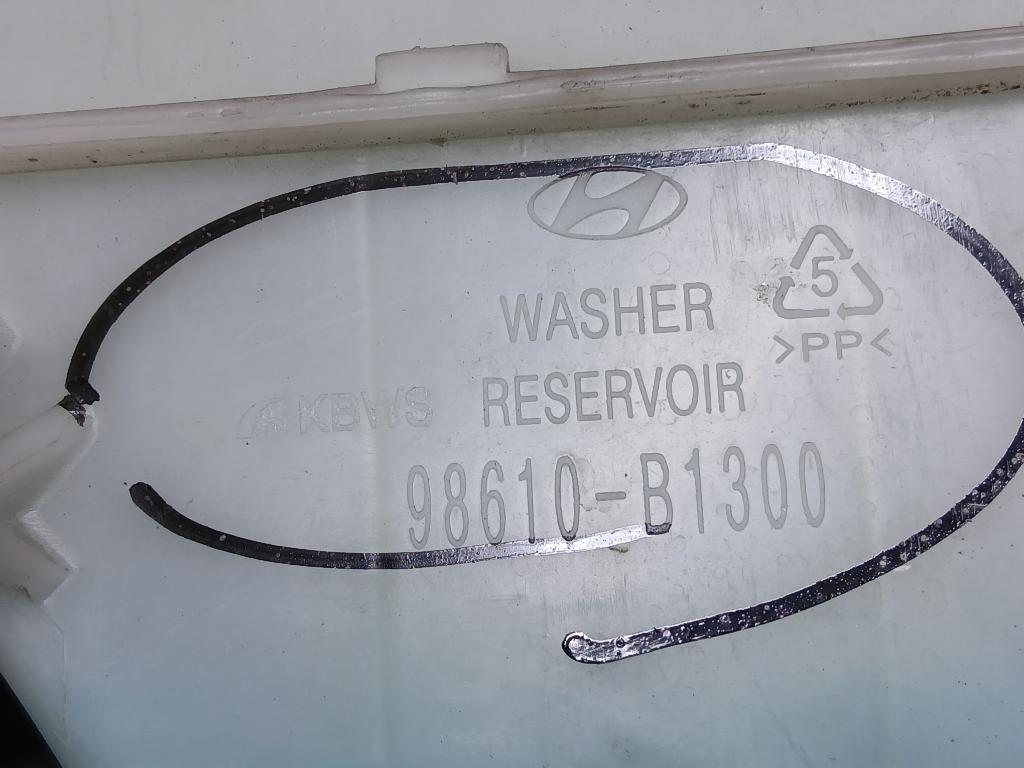 WASHER
5
>PP<
KBWS
RESERVOIR
98610-B1300